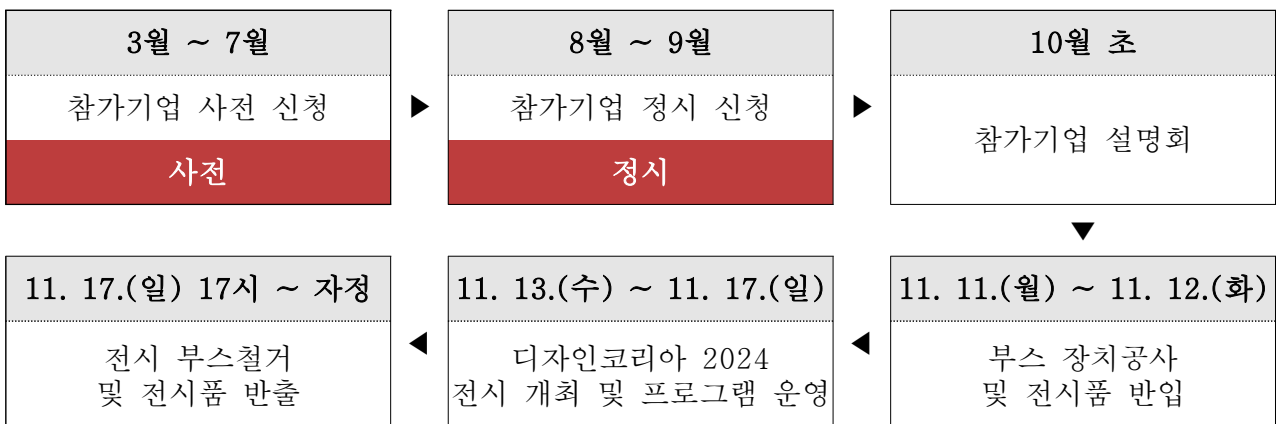 3월 ~ 7월
참가기업 사전 신청
사전
▶
8월 ~ 9월
참가기업 정시 신청
정시
▶
10월 초
참가기업 설명회
▼
11. 11.(월) ~ 11. 12.(화)
부스 장치공사
및 전시품 반입
◀
11. 13.(수) ~ 11. 17.(일)
디자인코리아 2024
전시 개최 및 프로그램 운영
◀
11. 17.(일) 17시 ~ 자정
전시 부스철거
및 전시품 반출